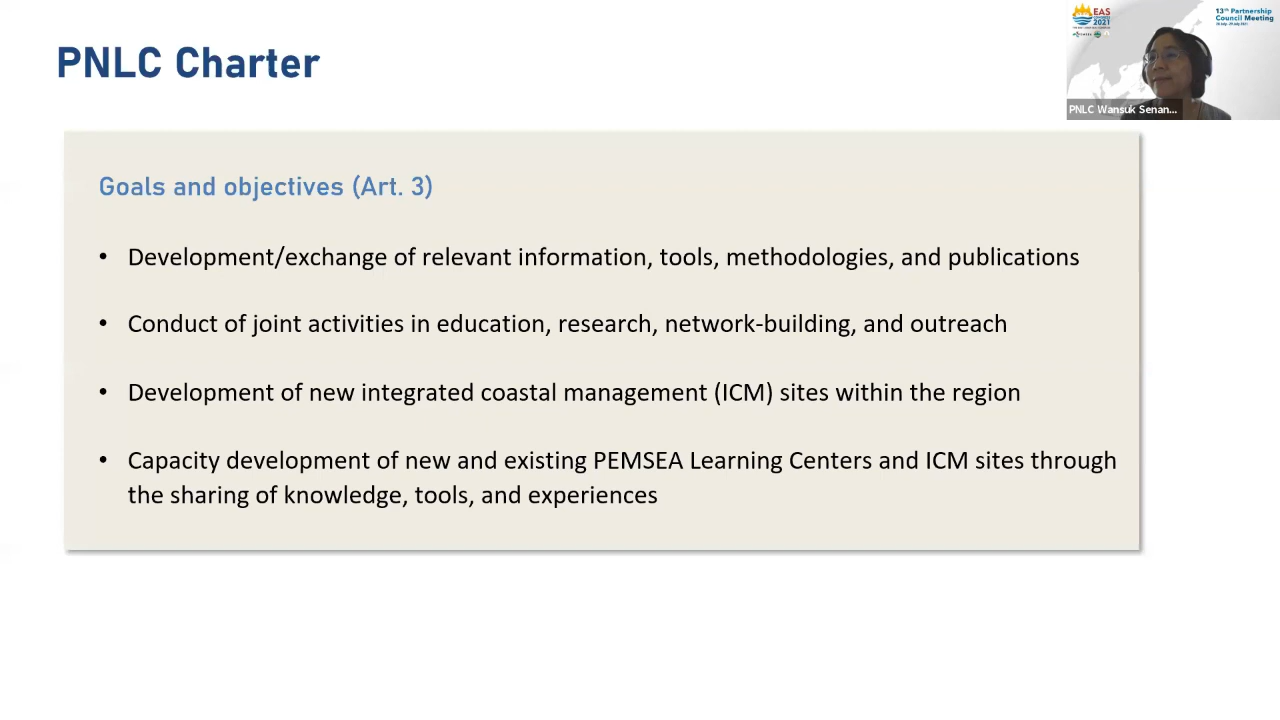 PNLC Charter
EAS
CONGRESS
2021
13th Partnership
Council Meeting
PNLC Wansuk Senan...
Goals and objectives (Art. 3)
• Development/exchange of relevant information, tools, methodologies, and publications
• Conduct of joint activities in education, research, network-building, and outreach
• Development of new integrated coastal management (ICM) sites within the region
• Capacity development of new and existing PEMSEA Learning Centers and ICM sites through
the sharing of knowledge, tools, and experiences